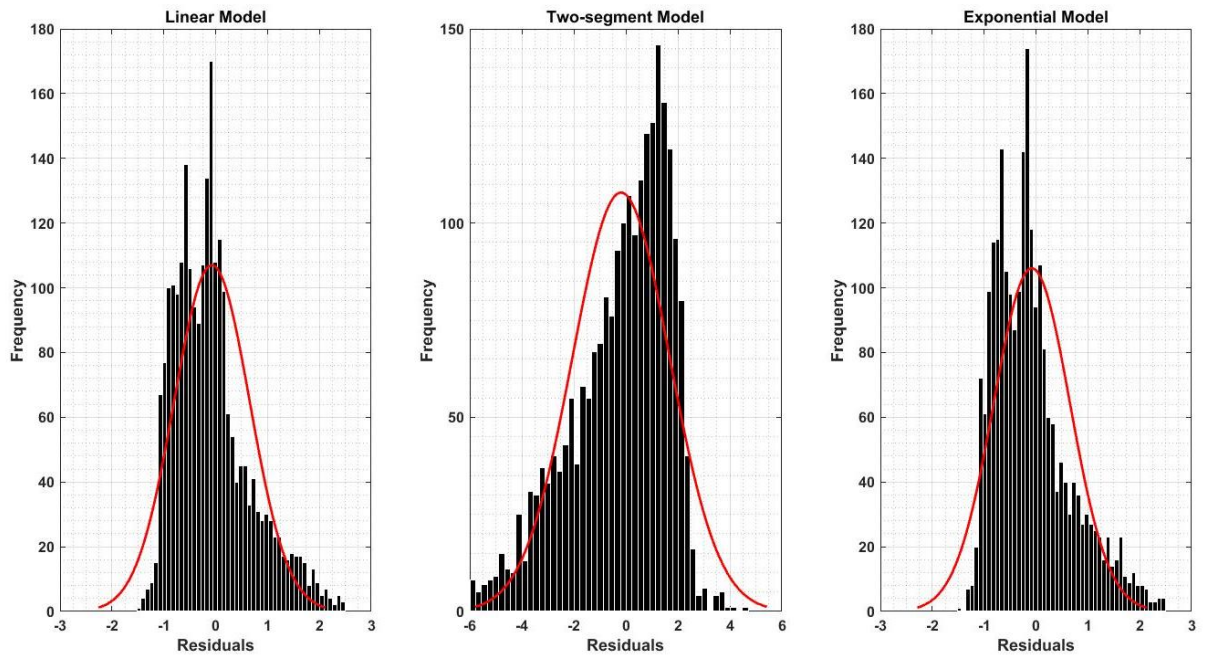 Linear Model
180
160
140
120
100
80
60
40
20
0
Frequency
-3 -2 -1 0 1 2 3
Residuals
Two-segment Model
150
100
50
0
Frequency
-6 -4 -2 0 2 4 6
Residuals
Exponential Model
180
160
140
120
100
80
60
40
20
0
Frequency
-3 -2 -1 0 1 2 3
Residuals